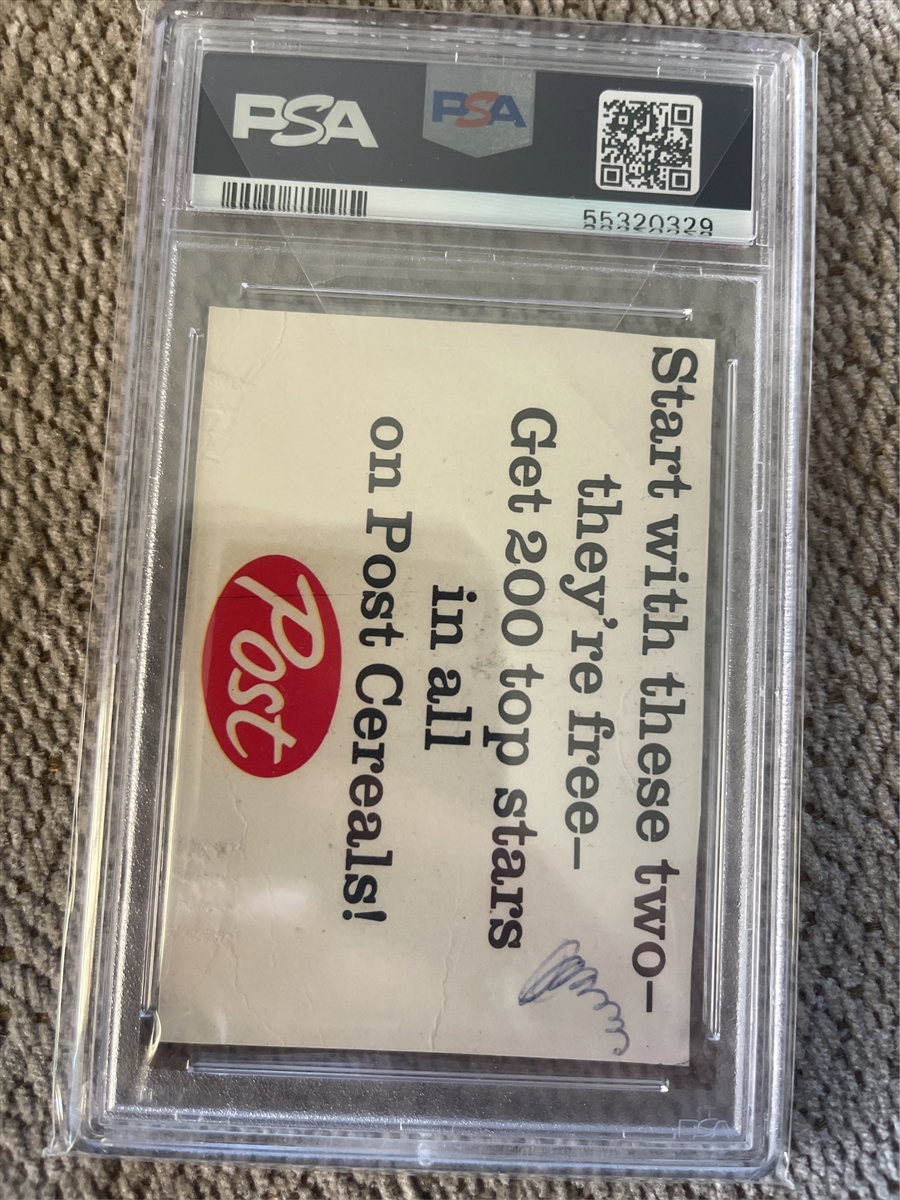 PSA
PSA
55320329
Start with these two–
they're free–
Get 200 top stars
in all
on Post Cereals!
Post
PSA